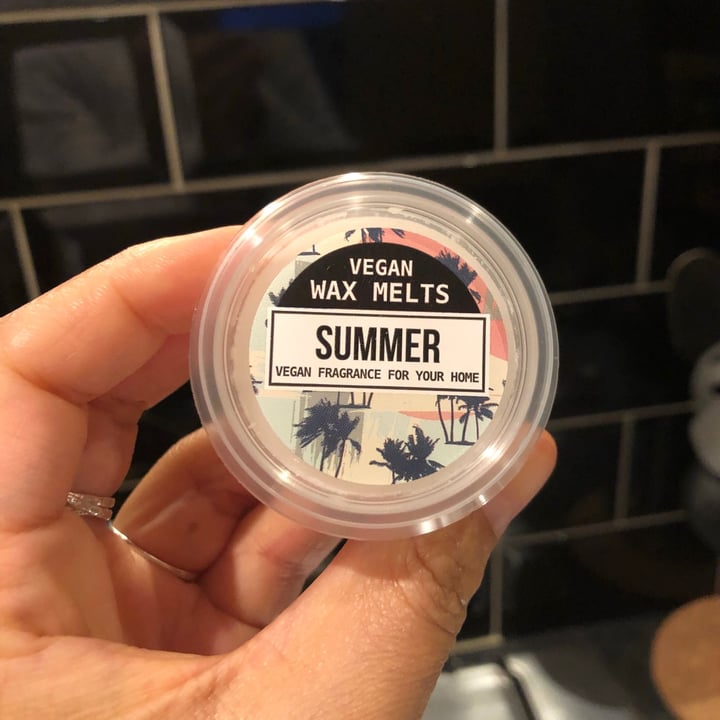 VEGAN
WAX MELTS
SUMMER
VEGAN FRAGRANCE FOR YOUR HOME